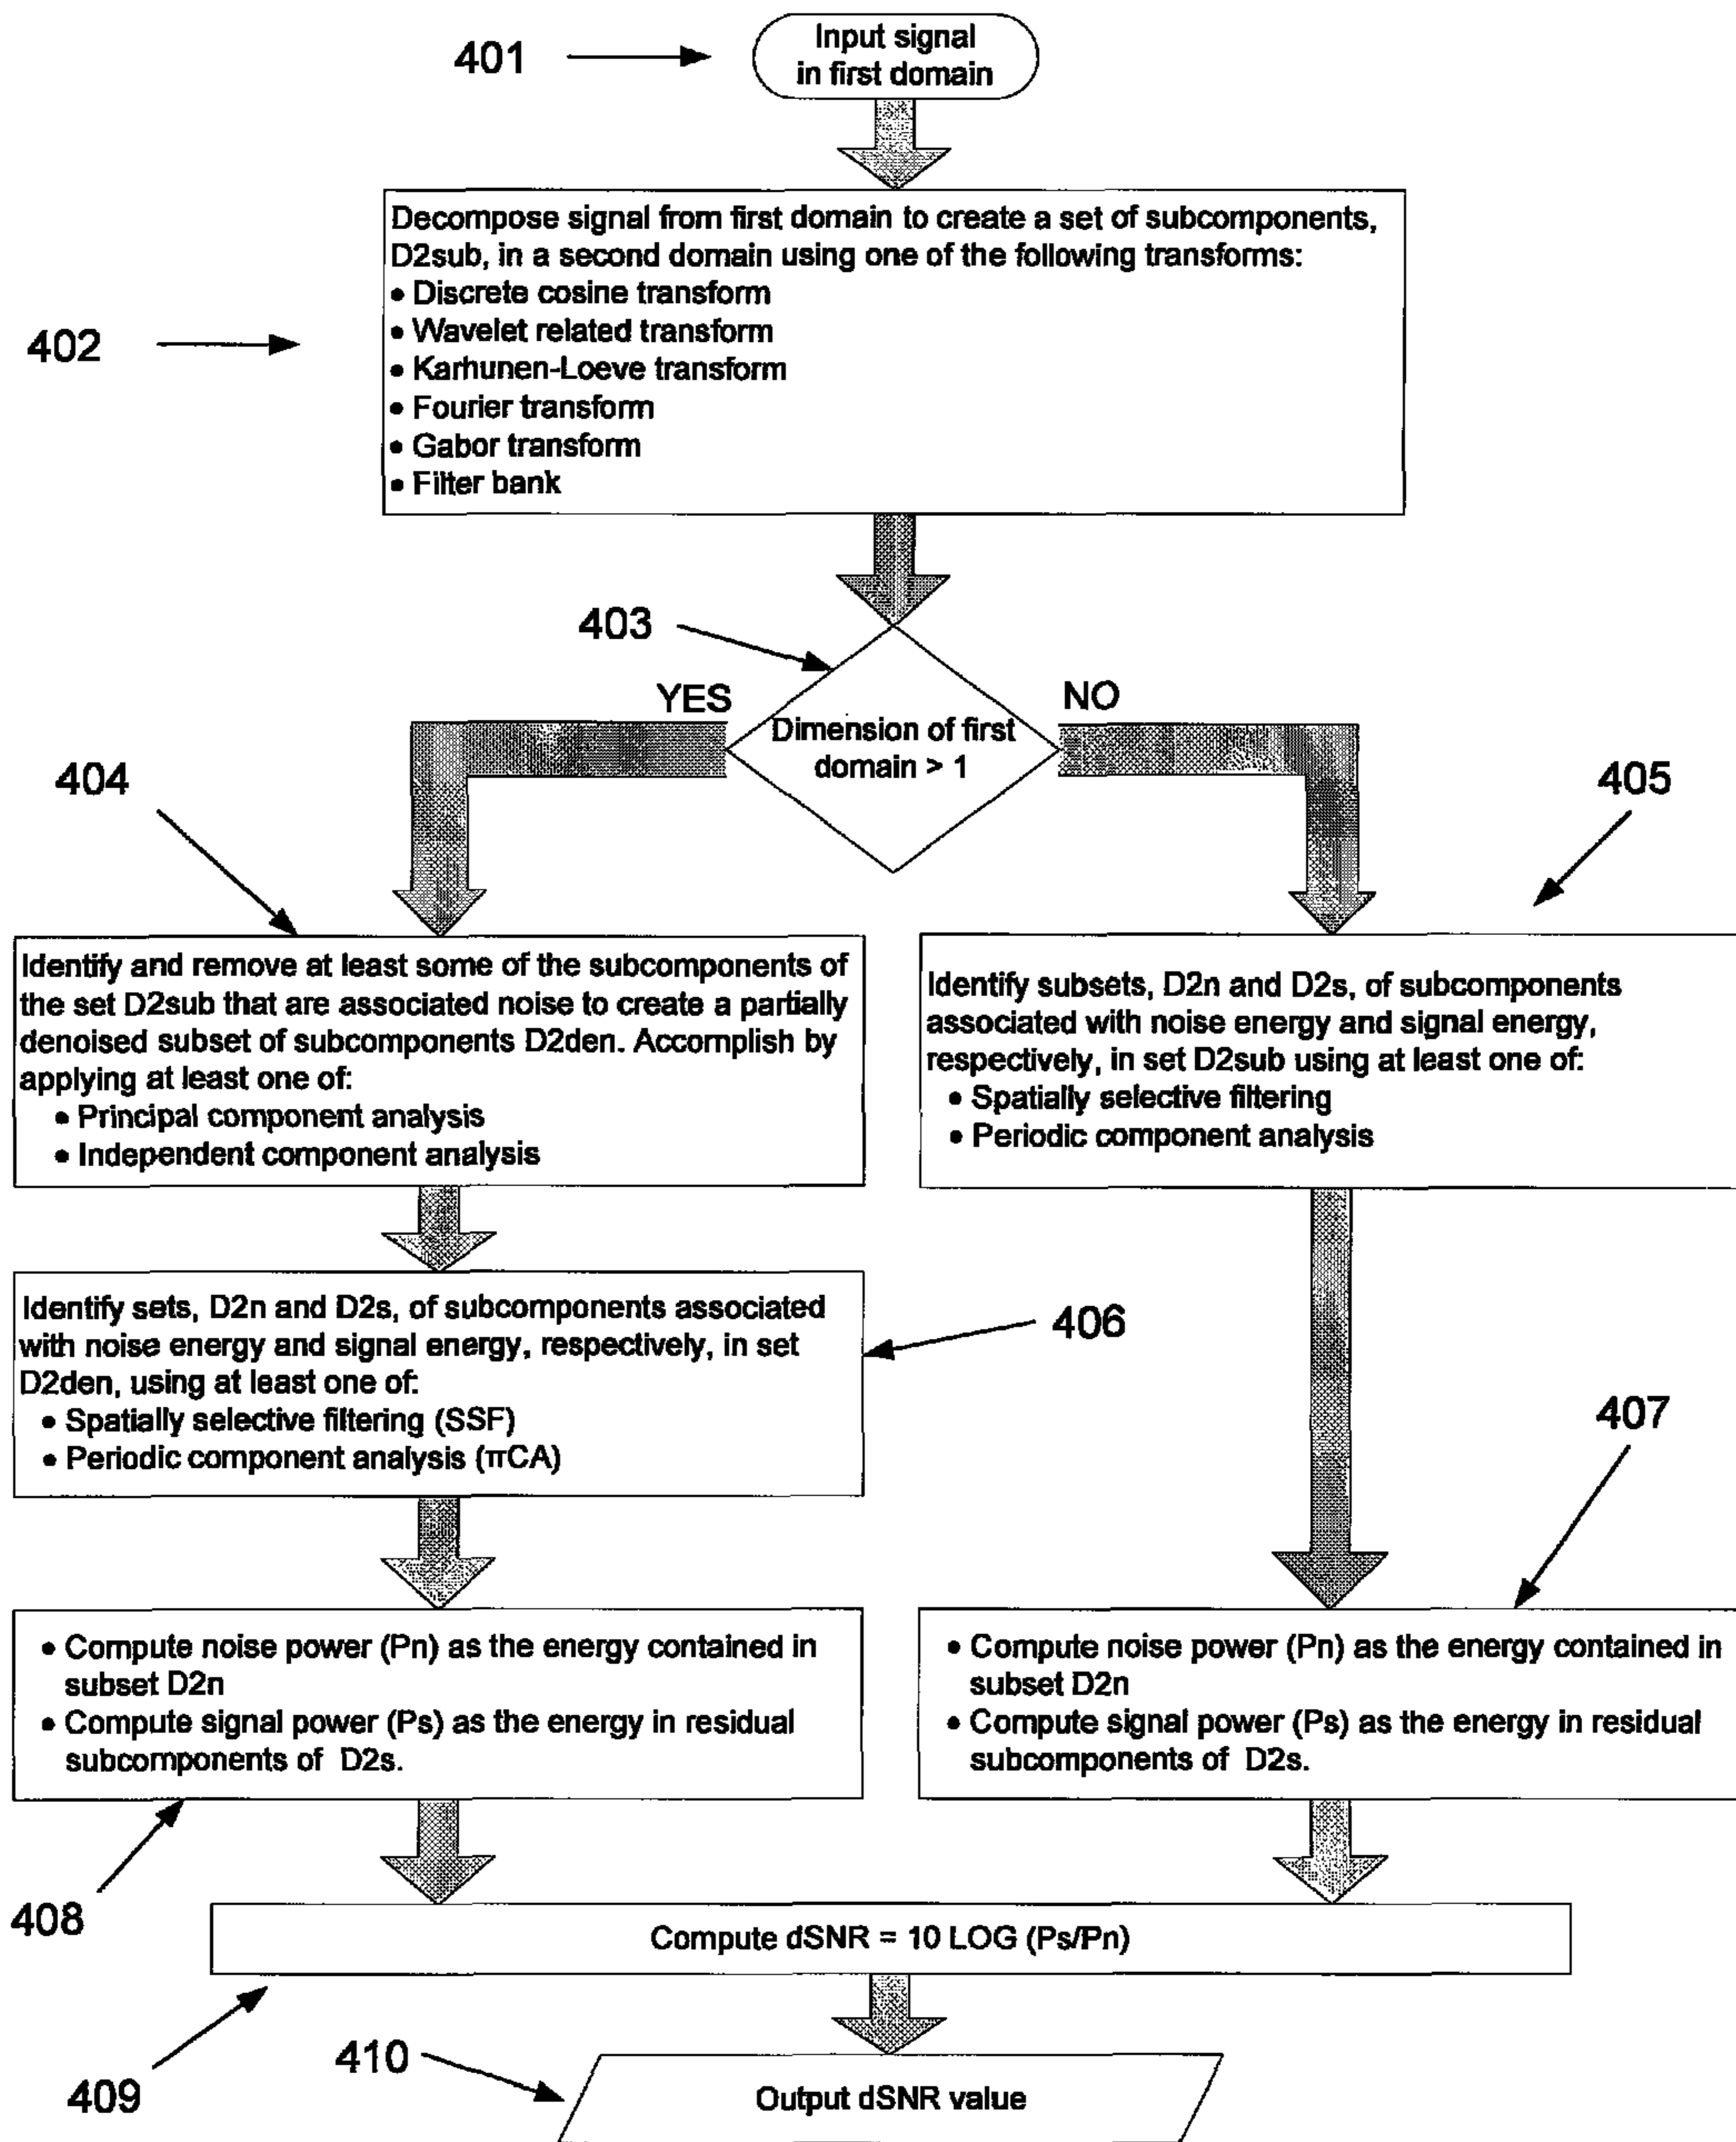 401
Input signal
in first domain
Decompose signal from first domain to create a set of subcomponents,
D2sub, in a second domain using one of the following transforms:
• Discrete cosine transform
• Wavelet related transform
• Karhunen-Loeve transform
• Fourier transform
• Gabor transform
• Filter bank
402
403
YES
NO
Dimension of first
domain > 1
404
405
Identify and remove at least some of the subcomponents of
the set D2sub that are associated noise to create a partially
denoised subset of subcomponents D2den. Accomplish by
applying at least one of:
• Principal component analysis
• Independent component analysis
Identify subsets, D2n and D2s, of subcomponents
associated with noise energy and signal energy,
respectively, in set D2sub using at least one of:
• Spatially selective filtering
• Periodic component analysis
Identify sets, D2n and D2s, of subcomponents associated
with noise energy and signal energy, respectively, in set
D2den, using at least one of:
• Spatially selective filtering (SSF)
• Periodic component analysis (πCA)
406
407
• Compute noise power (Pn) as the energy contained in
subset D2n
• Compute signal power (Ps) as the energy in residual
subcomponents of D2s.
• Compute noise power (Pn) as the energy contained in
subset D2n
• Compute signal power (Ps) as the energy in residual
subcomponents of D2s.
408
Compute dSNR = 10 LOG (Ps/Pn)
409
410
Output dSNR value